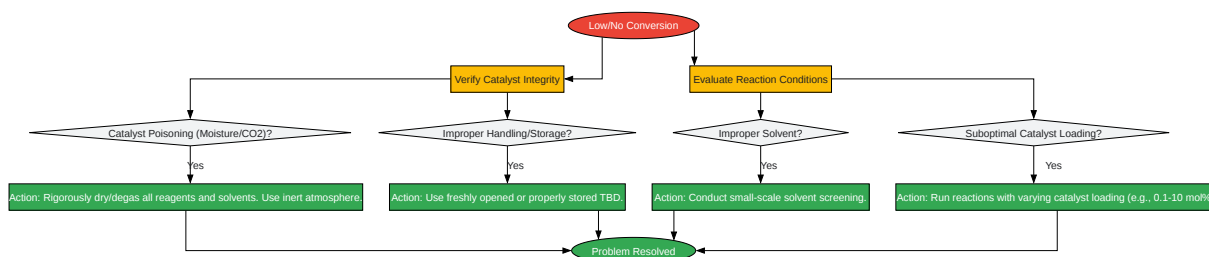 Low/No Conversion
Verify Catalyst Integrity
Evaluate Reaction Conditions
Catalyst Poisoning (Moisture/CO2)?
Improper Handling/Storage?
Improper Solvent?
Suboptimal Catalyst Loading?
Yes
Yes
Yes
Yes
Action: Rigorously dry/degas all reagents and solvents. Use inert atmosphere.
Action: Use freshly opened or properly stored TBD.
Action: Conduct small-scale solvent screening.
Action: Run reactions with varying catalyst loading (e.g., 0.1-10 mol%
Problem Resolved